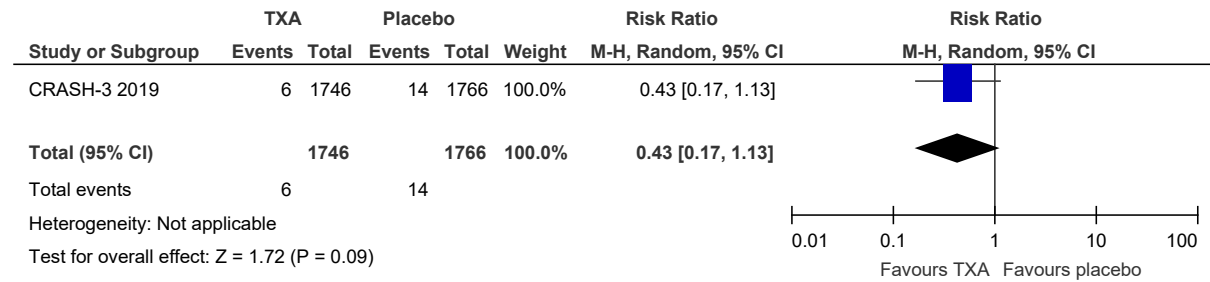 TXA Placebo Risk Ratio Risk Ratio
Study or Subgroup Events Total Events Total Weight M-H, Random, 95% CI M-H, Random, 95% CI
CRASH-3 2019 6 1746 14 1766 100.0% 0.43 [0.17, 1.13]
Total (95% CI) 1746 1766 100.0% 0.43 [0.17, 1.13]
Total events 6 14
Heterogeneity: Not applicable
Test for overall effect: Z = 1.72 (P = 0.09)
0.01 0.1 1 10 100
Favours TXA Favours placebo